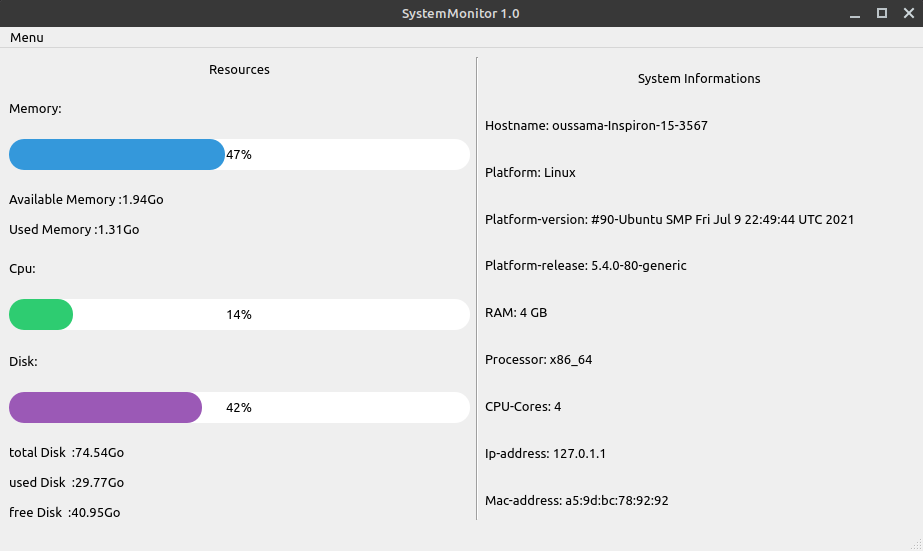 SystemMonitor 1.0
Menu
Resources
Memory:
47%
Available Memory :1.94Go
Used Memory :1.31Go
Cpu:
14%
Disk:
42%
total Disk  :74.54Go
used Disk  :29.77Go
free Disk  :40.95Go
System Informations
Hostname: oussama-Inspiron-15-3567
Platform: Linux
Platform-version: #90-Ubuntu SMP Fri Jul 9 22:49:44 UTC 2021
Platform-release: 5.4.0-80-generic
RAM: 4 GB
Processor: x86_64
CPU-Cores: 4
Ip-address: 127.0.1.1
Mac-address: a5:9d:bc:78:92:92